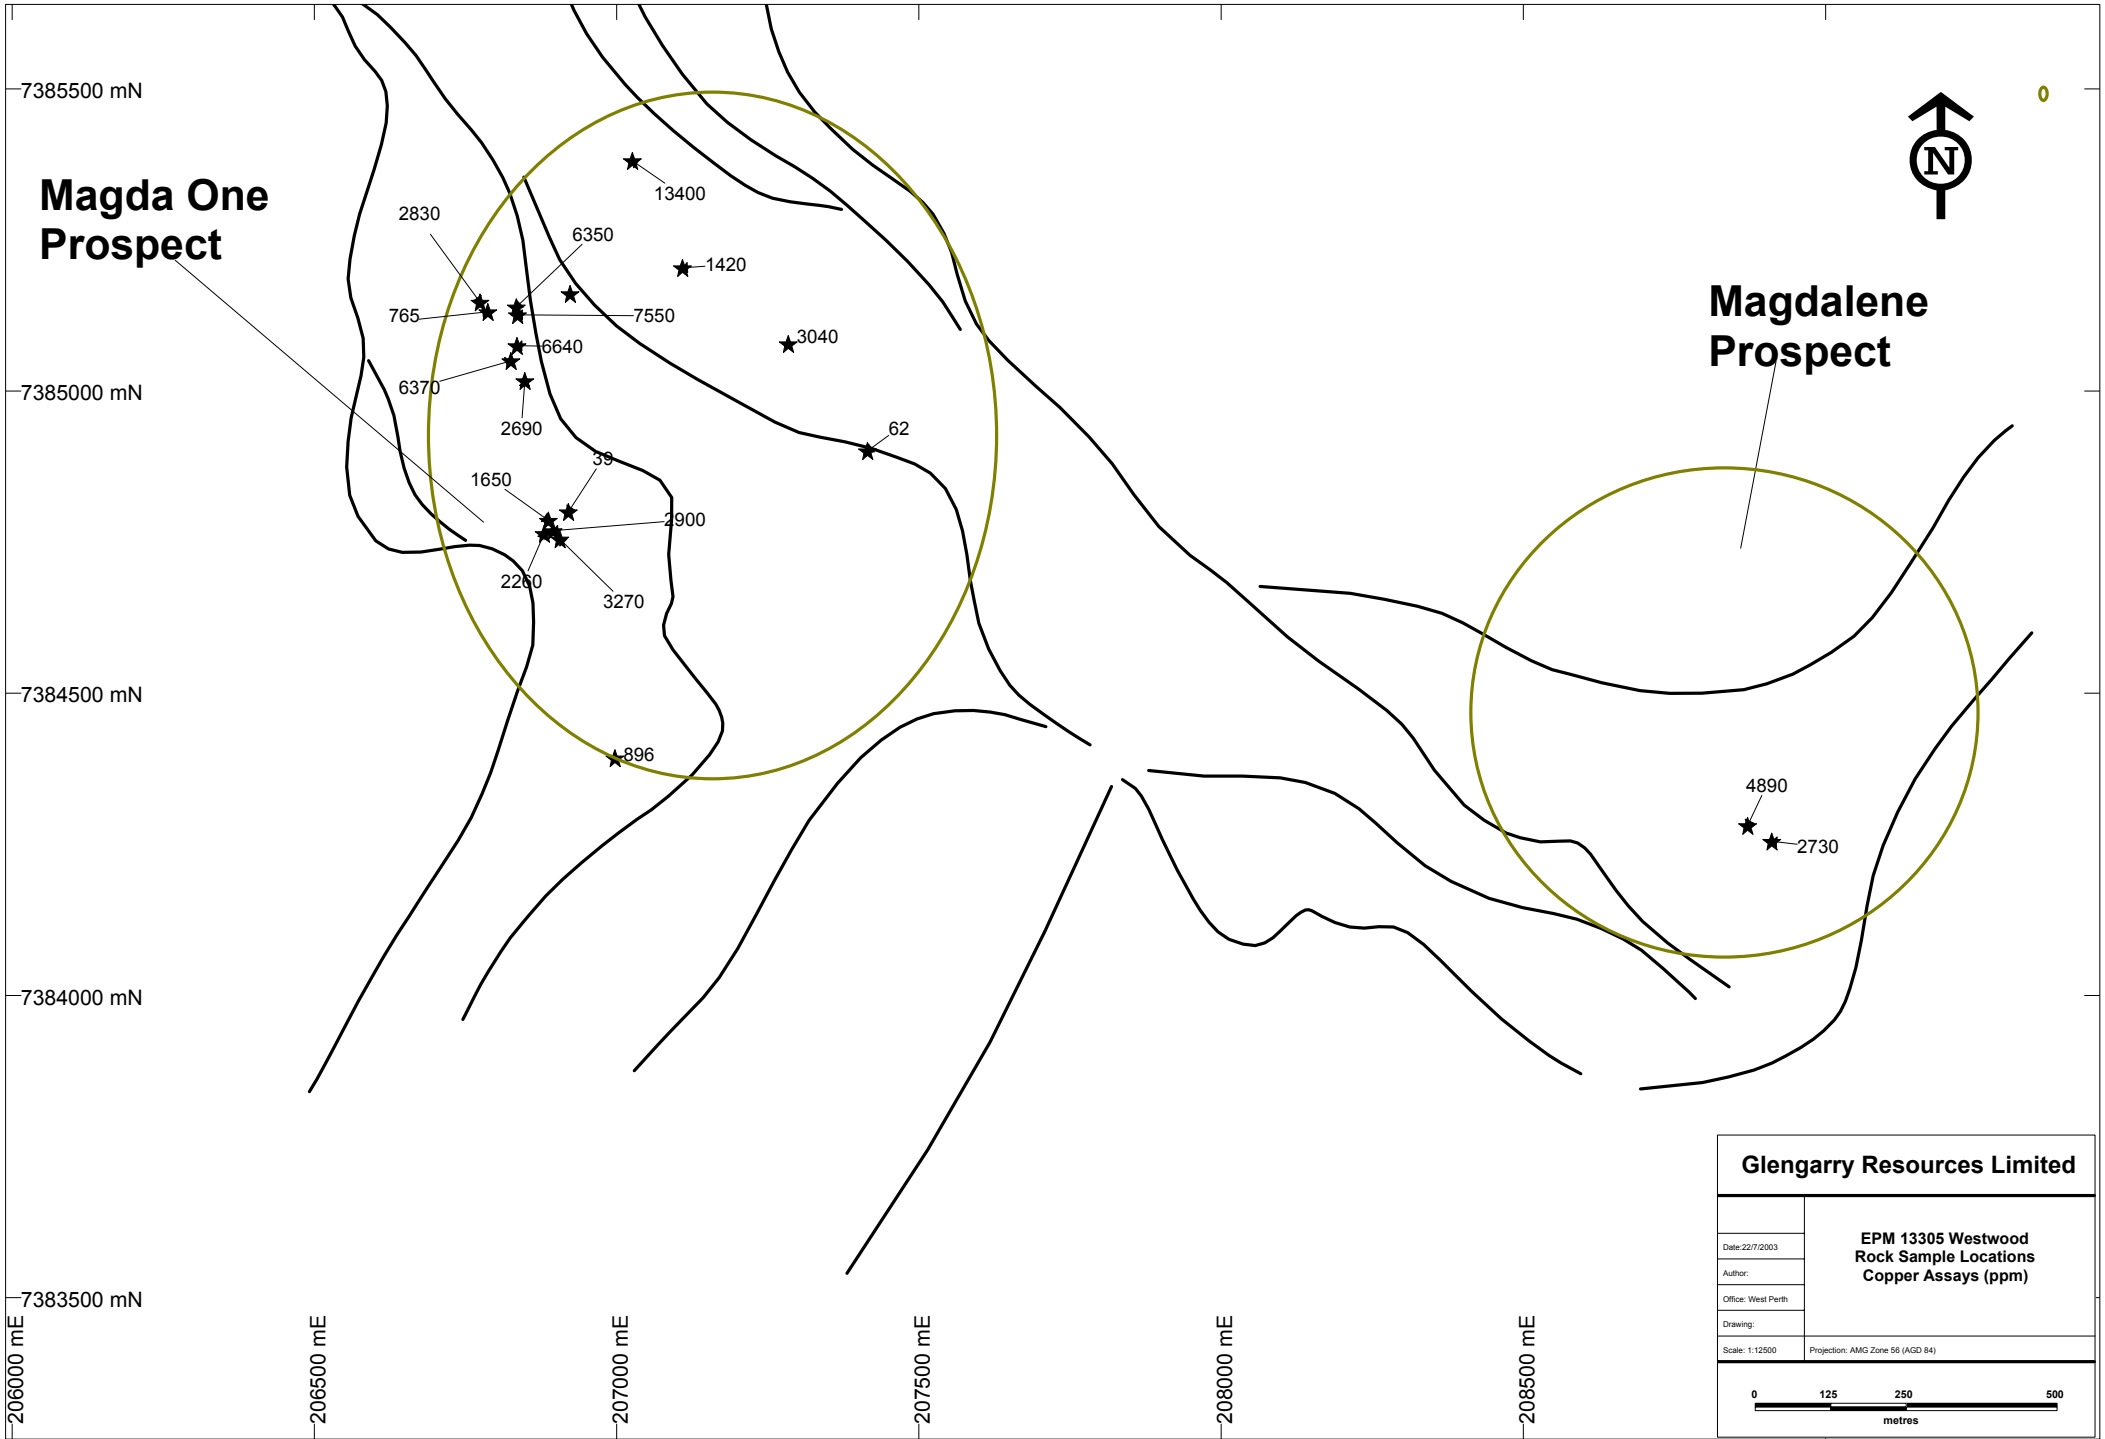 7385500 mN
Magda One
Prospect
N
13400
2830
6350
1420
Magdalene
Prospect
765
7550
3040
6640
6370
7385000 mN
2690
62
39
1650
2900
2260
3270
7384500 mN
896
4890
2730
7384000 mN
7383500 mN
206000 mE
206500 mE
207000 mE
207500 mE
208000 mE
208500 mE
Glengarry Resources Limited
EPM 13305 Westwood
Rock Sample Locations
Copper Assays (ppm)
Date:22/7/2003
Author:
Office: West Perth
Drawing:
Scale: 1:12500
Projection: AMG Zone 56 (AGD 84)
0 125 250 500
metres